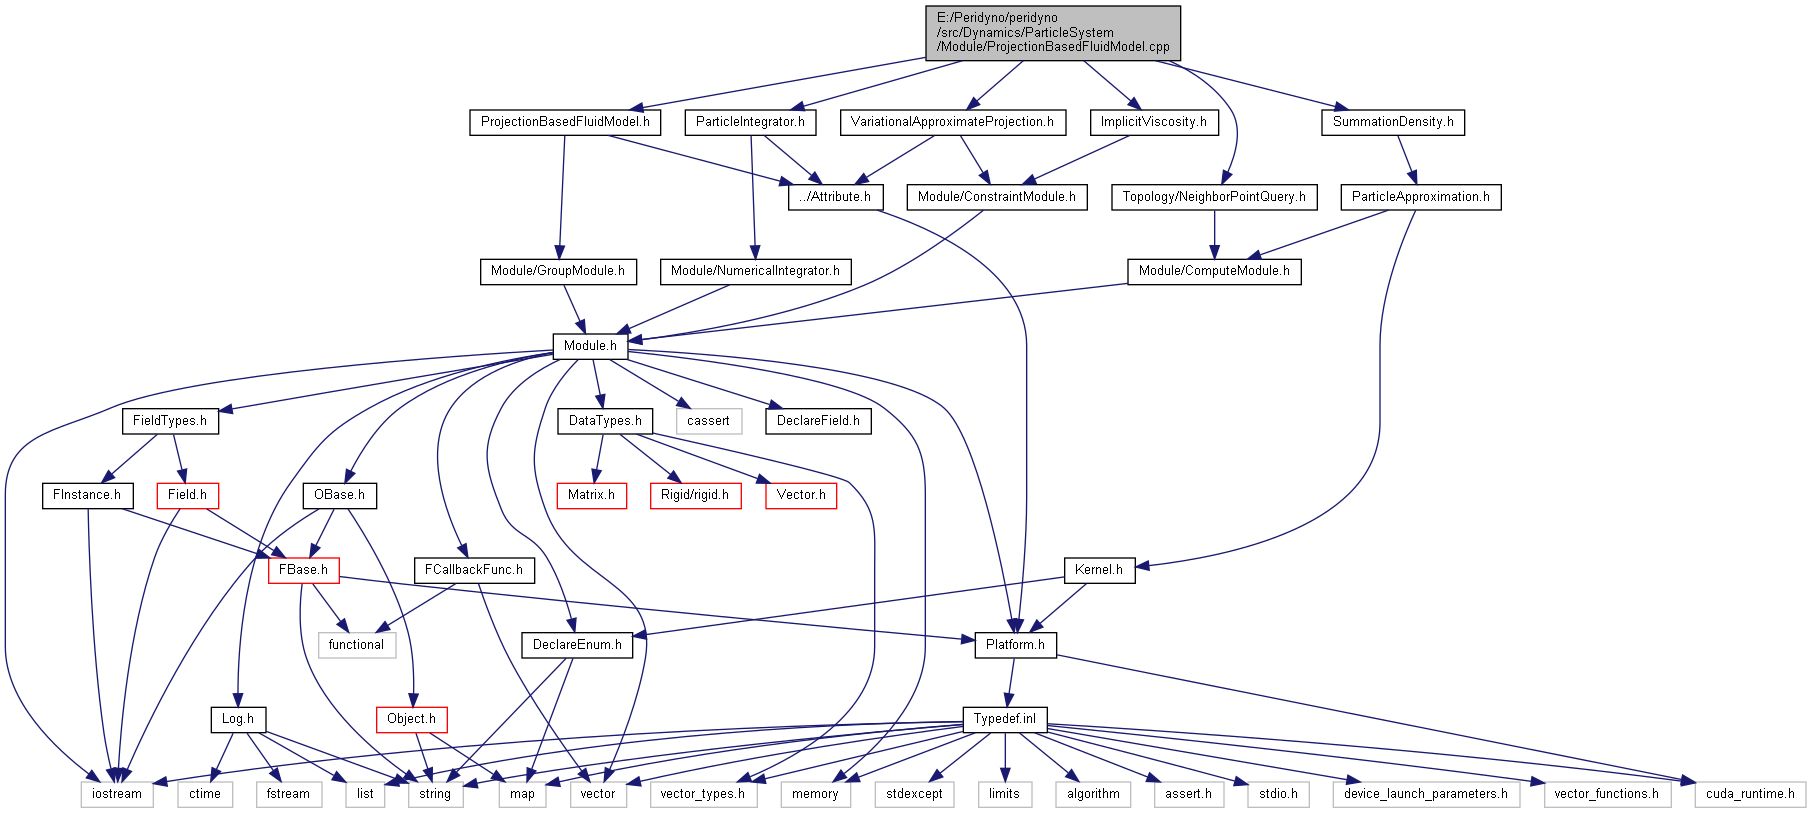 E:/Peridyno/peridyno
/src/Dynamics/ParticleSystem
/Module/ProjectionBasedFluidModel.cpp
ProjectionBasedFluidModel.h
ParticleIntegrator.h
VariationalApproximateProjection.h
ImplicitViscosity.h
SummationDensity.h
../Attribute.h
Module/ConstraintModule.h
Topology/NeighborPointQuery.h
ParticleApproximation.h
Module/GroupModule.h
Module/NumericalIntegrator.h
Module/ComputeModule.h
Module.h
FieldTypes.h
DataTypes.h
cassert
DeclareField.h
FInstance.h
Field.h
OBase.h
Matrix.h
Rigid/rigid.h
Vector.h
FBase.h
FCallbackFunc.h
Kernel.h
functional
DeclareEnum.h
Platform.h
Log.h
Object.h
Typedef.inl
iostream
ctime
fstream
list
string
map
vector
vector_types.h
memory
stdexcept
limits
algorithm
assert.h
stdio.h
device_launch_parameters.h
vector_functions.h
cuda_runtime.h